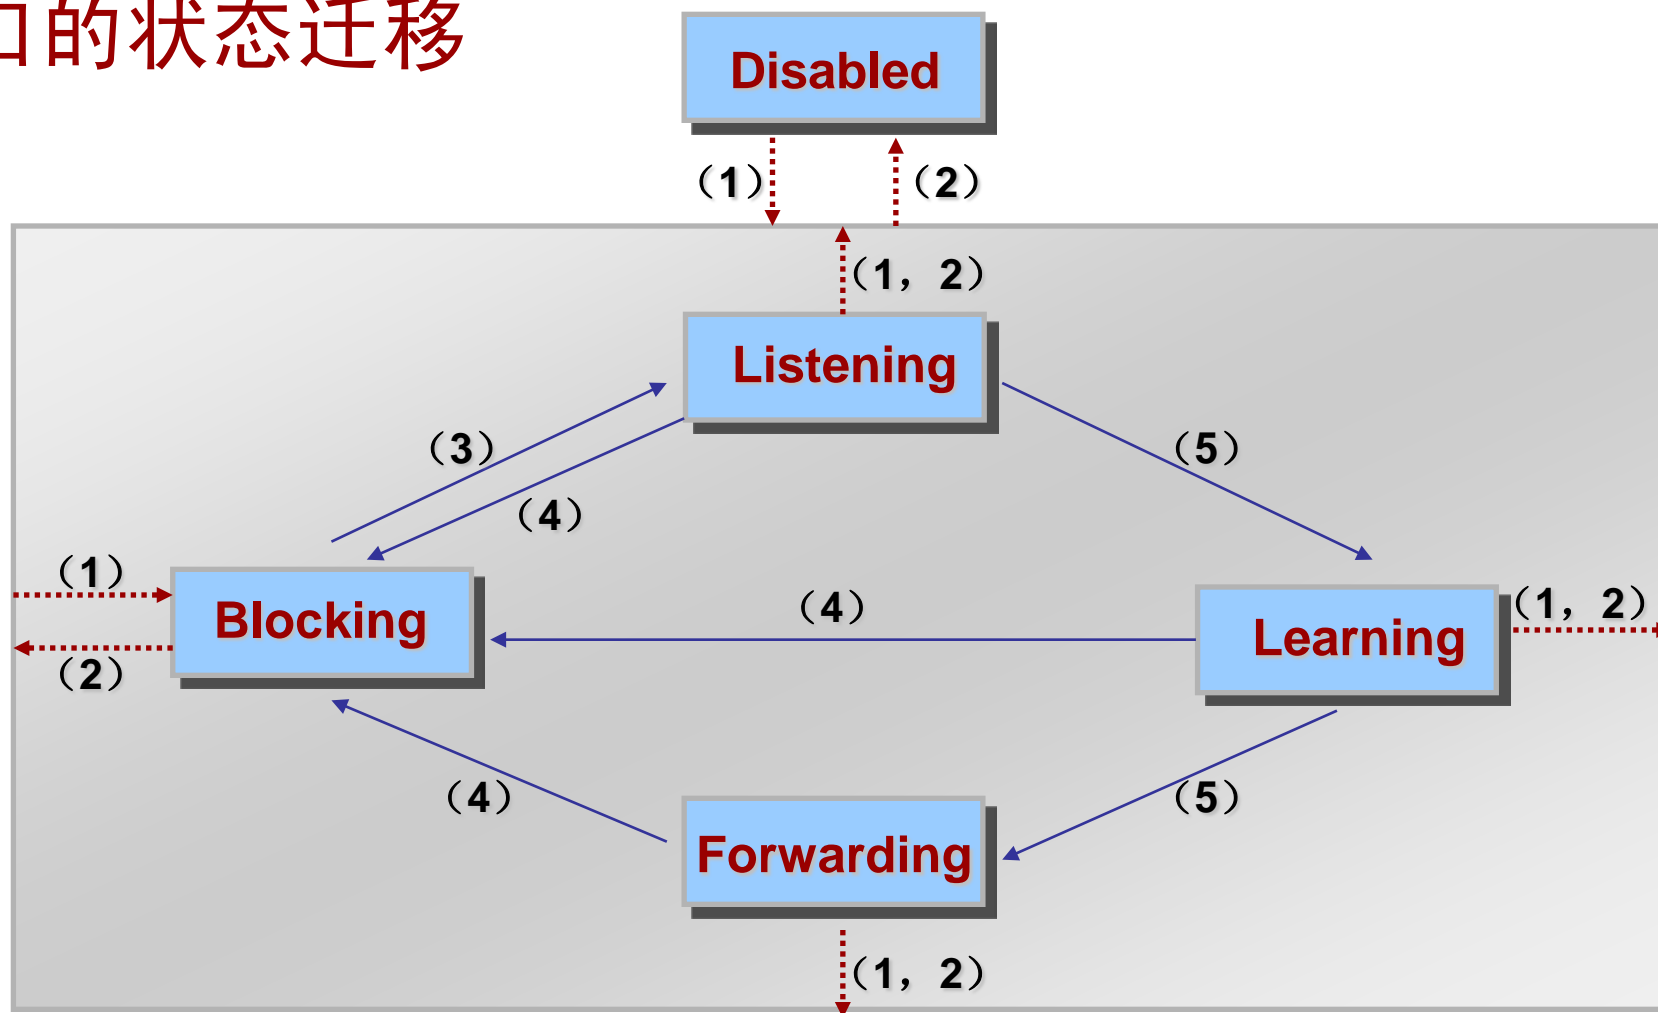 口的状态迁移
Disabled
（1）
（2）
（1，2）
Listening
（3）
（5）
（4）
（1）
（4）
（1，2）
Blocking
Learning
（2）
（4）
（5）
Forwarding
（1，2）